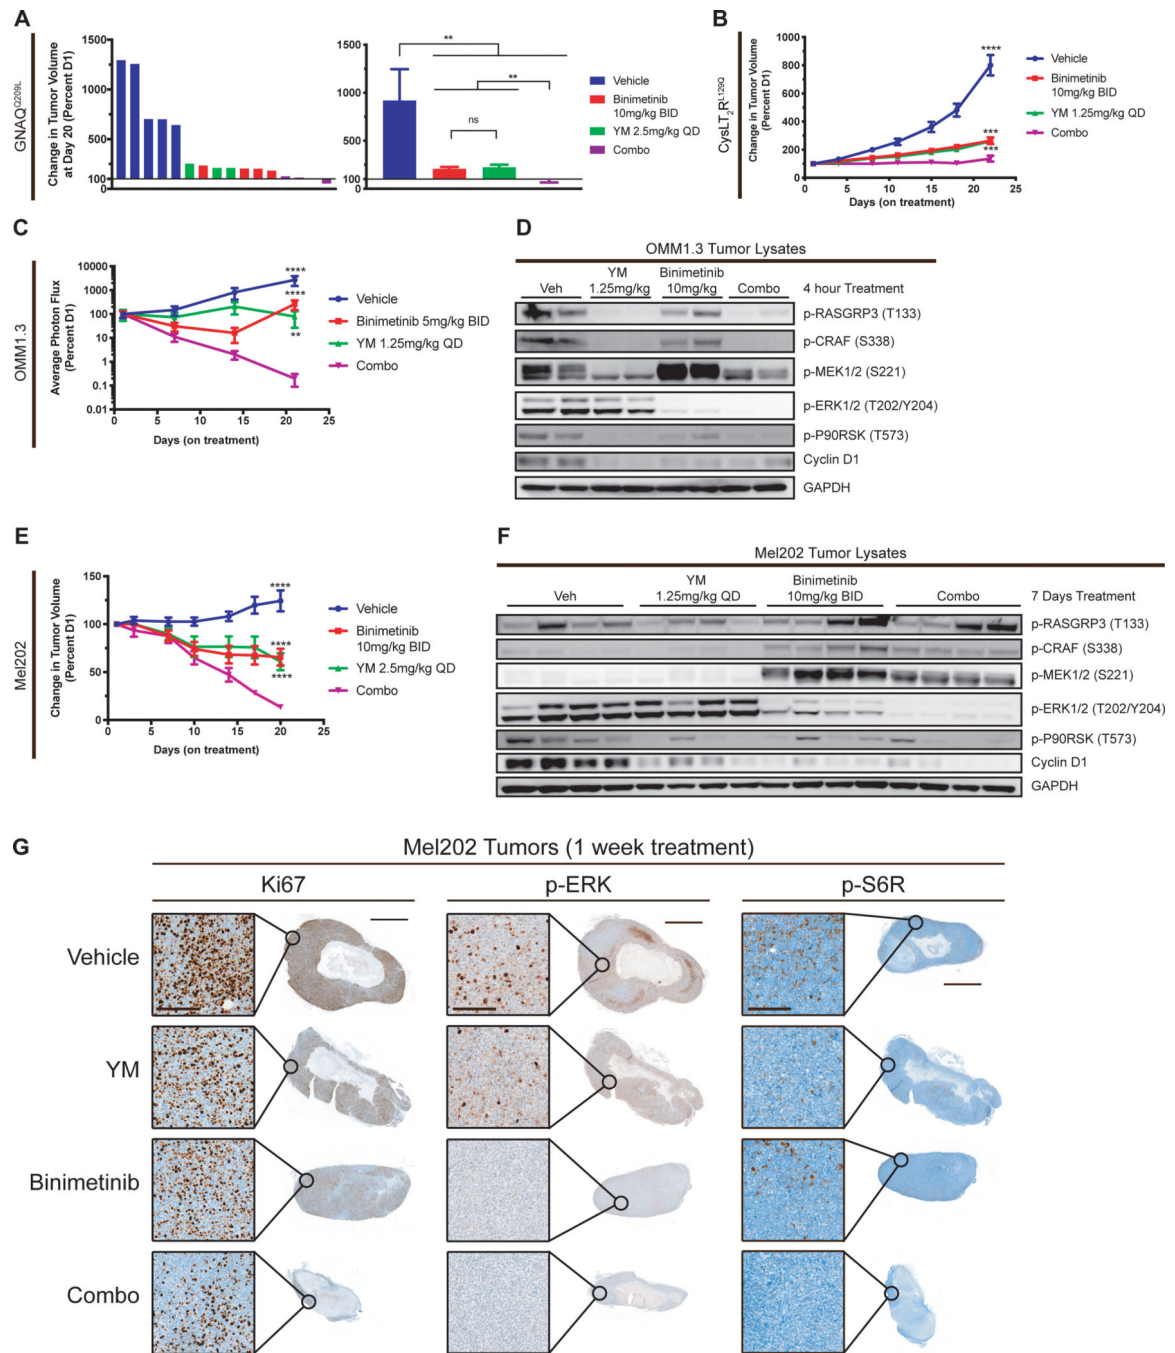 A
GNAQQ209L
Change in Tumor Volume
at Day 20 (Percent D1)
1500
1000
500
100
1500
1000
500
100
**
**
ns
Vehicle
Binimetinib
10mg/kg BID
YM 2.5mg/kg QD
Combo
B
CysLT2RL129Q
Change in Tumor Volume
(Percent D1)
1000
800
600
400
200
0
0 5 10 15 20 25
Days (on treatment)
****
***
***
Vehicle
Binimetinib
10mg/kg BID
YM 1.25mg/kg QD
Combo
C
OMM1.3
Average Photon Flux
(Percent D1)
10000
1000
100
10
1
0.1
0.01
0 5 10 15 20 25
Days (on treatment)
****
****
**
Vehicle
Binimetinib 5mg/kg BID
YM 1.25mg/kg QD
Combo
D
OMM1.3 Tumor Lysates
Veh
YM
1.25mg/kg
Binimetinib
10mg/kg
Combo
4 hour Treatment
p-RASGRP3 (T133)
p-CRAF (S338)
p-MEK1/2 (S221)
p-ERK1/2 (T202/Y204)
p-P90RSK (T573)
Cyclin D1
GAPDH
E
Mel202
Change in Tumor Volume
(Percent D1)
150
100
50
0
0 5 10 15 20 25
Days (on treatment)
****
****
****
Vehicle
Binimetinib
10mg/kg BID
YM 2.5mg/kg QD
Combo
F
Mel202 Tumor Lysates
Veh
YM
1.25mg/kg QD
Binimetinib
10mg/kg BID
Combo
7 Days Treatment
p-RASGRP3 (T133)
p-CRAF (S338)
p-MEK1/2 (S221)
p-ERK1/2 (T202/Y204)
p-P90RSK (T573)
Cyclin D1
GAPDH
G
Mel202 Tumors (1 week treatment)
Ki67
p-ERK
p-S6R
Vehicle
YM
Binimetinib
Combo